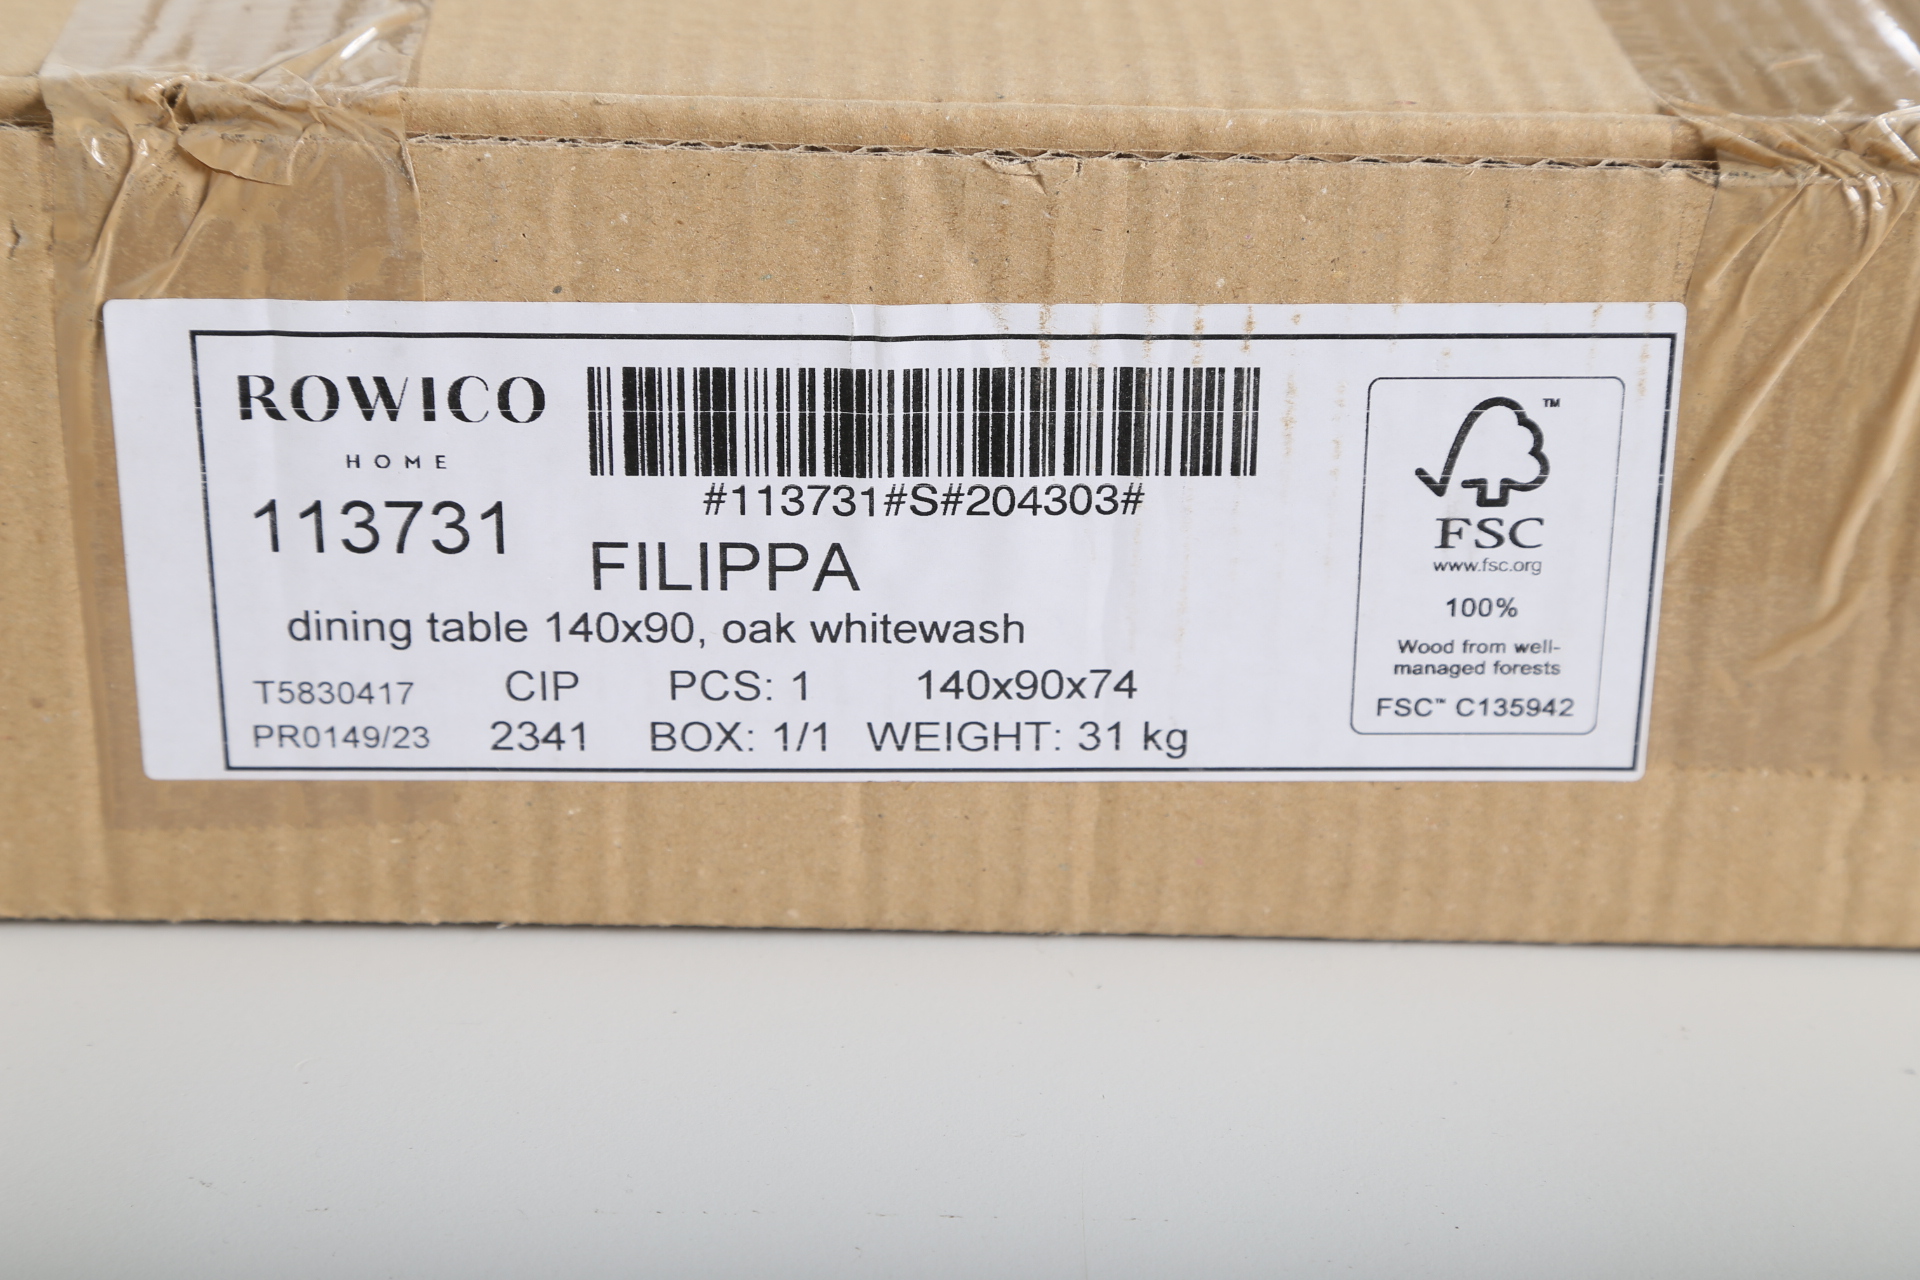 ROWICO
HOME
113731
#113731#S#204303#
FILIPPA
dining table 140x90, oak whitewash
T5830417 CIP PCS: 1 140x90x74
PR0149/23 2341 BOX: 1/1 WEIGHT: 31 kg
TM
FSC
www.fsc.org
100%
Wood from well-
managed forests
FSC™ C135942